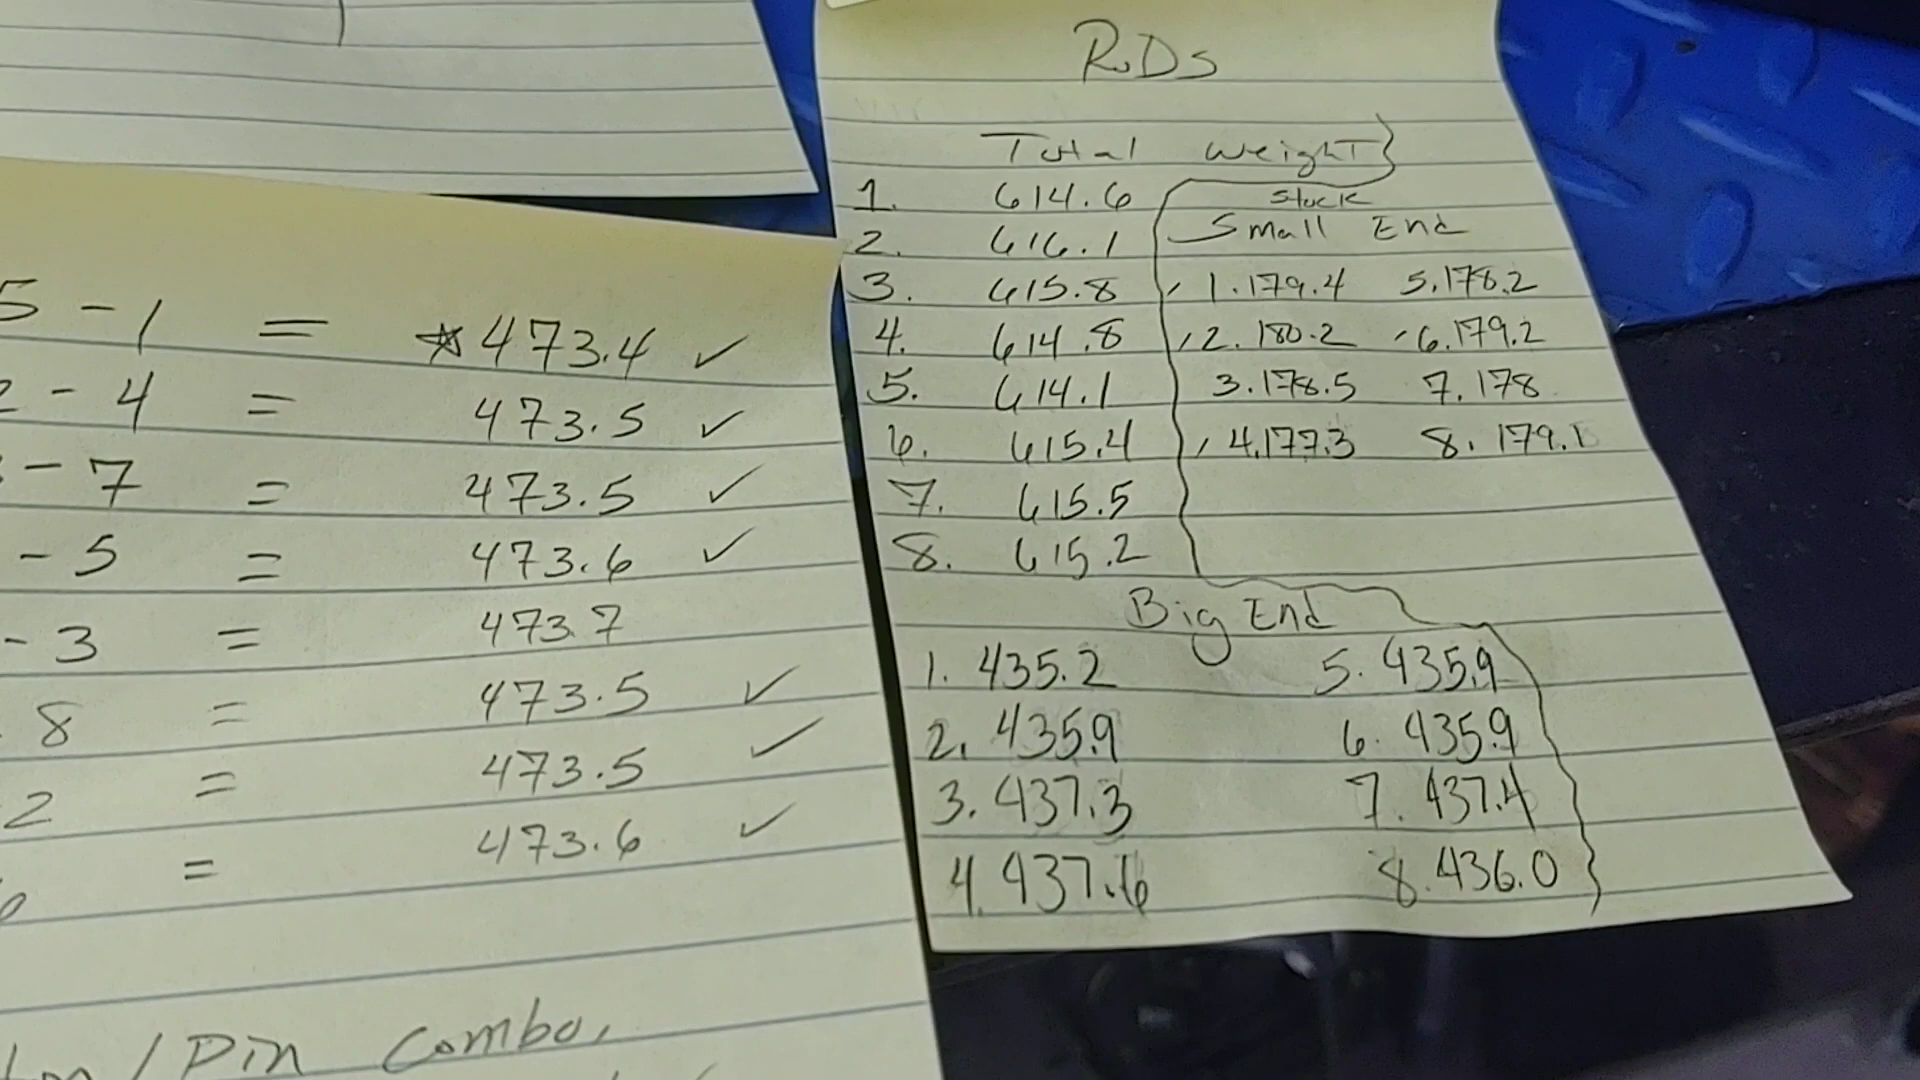 5 - 1 = ☆ 473.4 ✓
2 - 4 = 473.5 ✓
- 7 = 473.5 ✓
- 5 = 473.6 ✓
- 3 = 473.7
8 = 473.5 ✓
2 = 473.5 ✓
= 473.6 ✓
/ Pin combo.
RODS
Total Weight
1. 614.6
2. 616.1
3. 615.8
4. 614.8
5. 614.1
6. 615.4
7. 615.5
8. 615.2
Stock
Small End
1. 179.4 5. 178.2
2. 180.2 6. 179.2
3. 178.5 7. 178
4. 177.3 8. 179.1
Big End
1. 435.2 5. 435.9
2. 435.9 6. 435.9
3. 437.3 7. 437.4
4. 437.6 8. 436.0